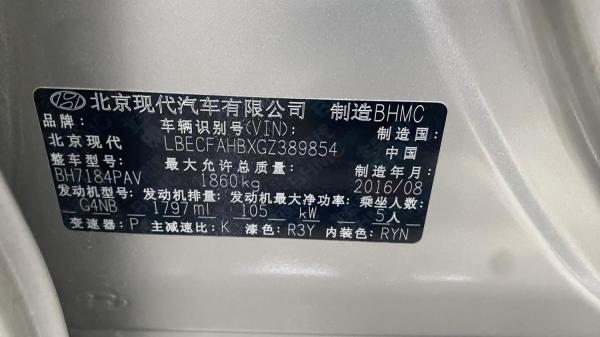 北京现代汽车有限公司 制造BHMC
品牌: 车辆识别号(VIN): 制造国:
北京现代 LBECFAHBXGZ389854 中国
整车型号: 最大允许总质量: 制造年月:
BH7184PAV 1860kg 2016/08
发动机型号: 发动机排量: 发动机最大净功率: 乘坐人数:
G4NB 1797ml 105 kW 5人
变速器: P 主减速比: K 漆色: R3Y 内装色: RYN